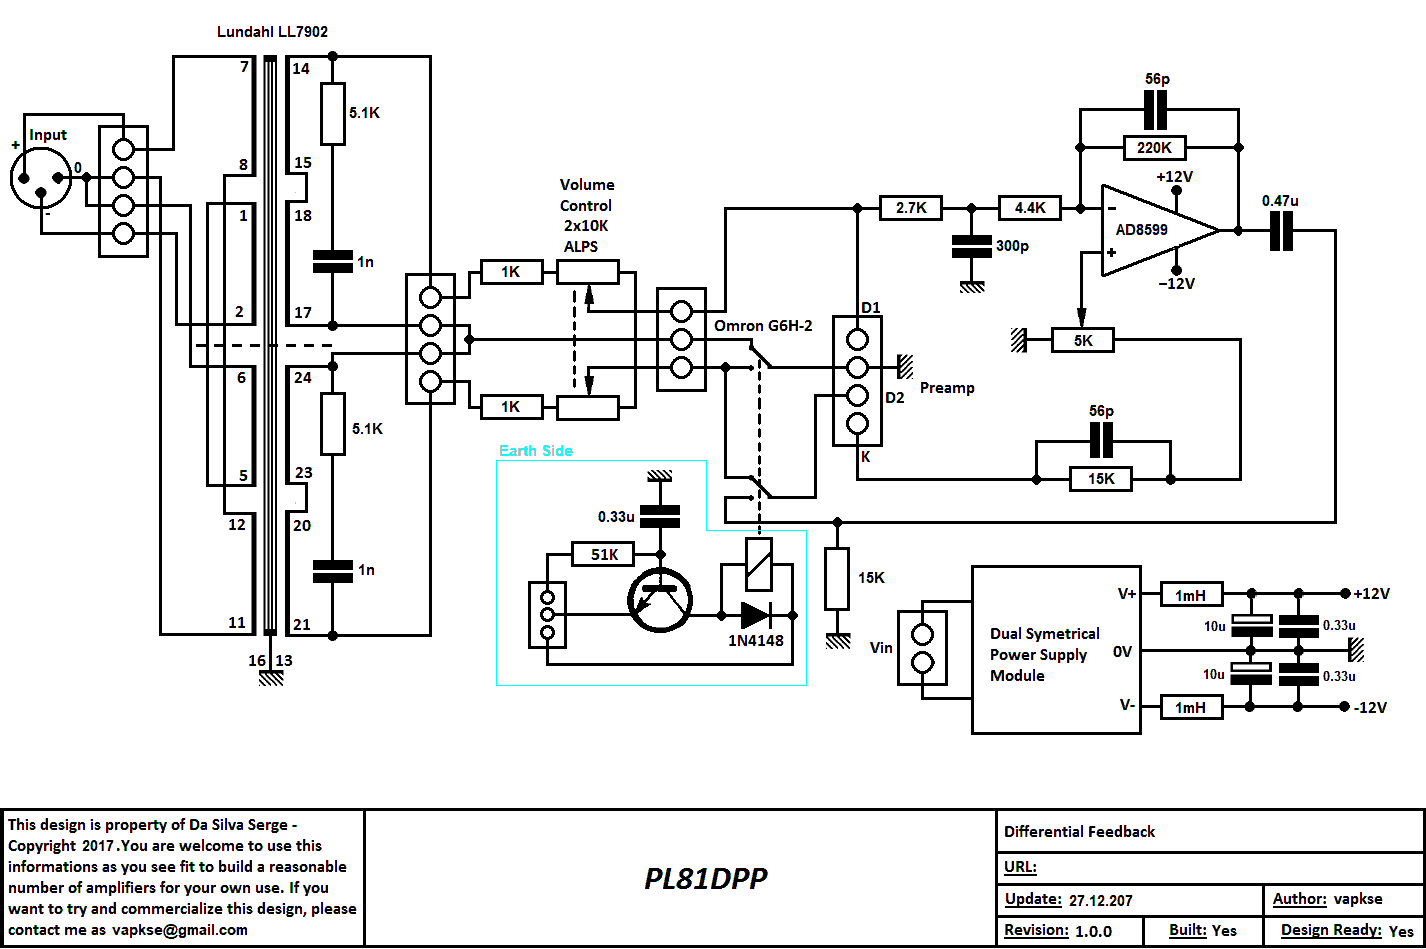 Lundahl LL7902
7
14
5.1K
Input
+
0
-
8
15
1
18
1n
2
17
6
24
5.1K
5
23
12
20
1n
11
21
16 13
Volume
Control
2x10K
ALPS
1K
1K
Omron G6H-2
D1
D2
Preamp
K
2.7K
4.4K
300p
56p
220K
+12V
AD8599
-
+
−12V
0.47u
5K
56p
15K
15K
Earth Side
0.33u
51K
1N4148
Vin
Dual Symetrical
Power Supply
Module
V+
0V
V-
1mH
1mH
+12V
10u
0.33u
10u
0.33u
-12V
This design is property of Da Silva Serge -
Copyright 2017.You are welcome to use this
informations as you see fit to build a reasonable
number of amplifiers for your own use. If you
want to try and commercialize this design, please
contact me as vapkse@gmail.com
PL81DPP
Differential Feedback
URL:
Update: 27.12.207
Author: vapkse
Revision: 1.0.0
Built: Yes
Design Ready: Yes